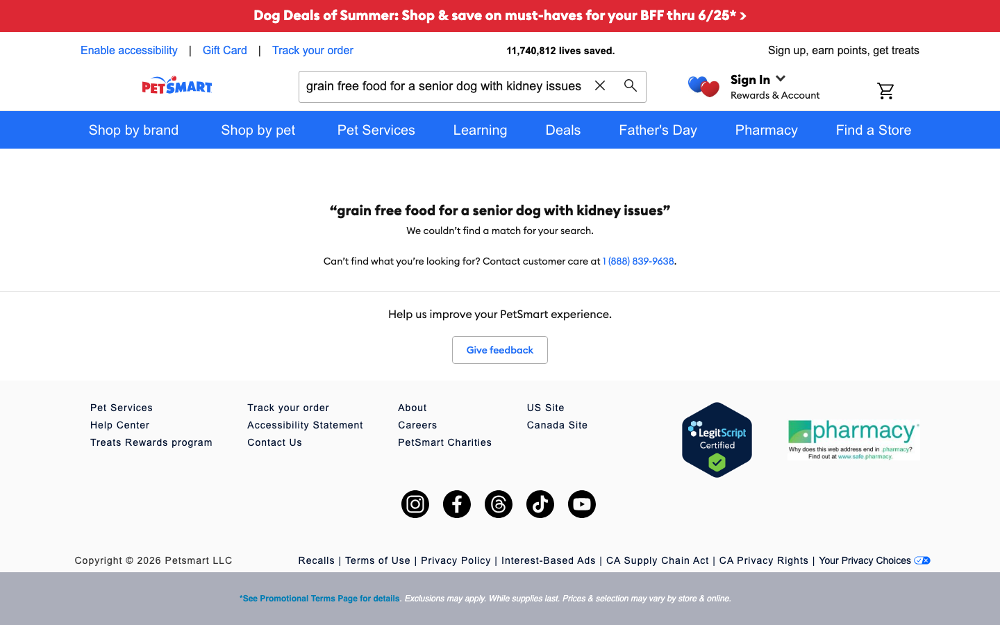 Dog Deals of Summer: Shop & save on must-haves for your BFF thru 6/25* >
Enable accessibility | Gift Card | Track your order
11,740,812 lives saved.
Sign up, earn points, get treats
PETSMART
grain free food for a senior dog with kidney issues
Sign In
Rewards & Account
Shop by brand
Shop by pet
Pet Services
Learning
Deals
Father's Day
Pharmacy
Find a Store
“grain free food for a senior dog with kidney issues”
We couldn’t find a match for your search.
Can’t find what you’re looking for? Contact customer care at 1 (888) 839-9638.
Help us improve your PetSmart experience.
Give feedback
Pet Services
Help Center
Treats Rewards program
Track your order
Accessibility Statement
Contact Us
About
Careers
PetSmart Charities
US Site
Canada Site
LegitScript
Certified
pharmacy
Why does this web address end in .pharmacy?
Find out at www.safe.pharmacy.
Copyright © 2026 Petsmart LLC
Recalls | Terms of Use | Privacy Policy | Interest-Based Ads | CA Supply Chain Act | CA Privacy Rights | Your Privacy Choices
*See Promotional Terms Page for details. Exclusions may apply. While supplies last. Prices & selection may vary by store & online.